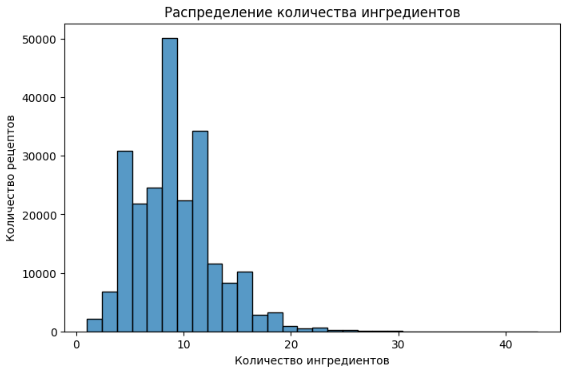 Распределение количества ингредиентов
Количество рецептов
50000
40000
30000
20000
10000
0
0 10 20 30 40
Количество ингредиентов